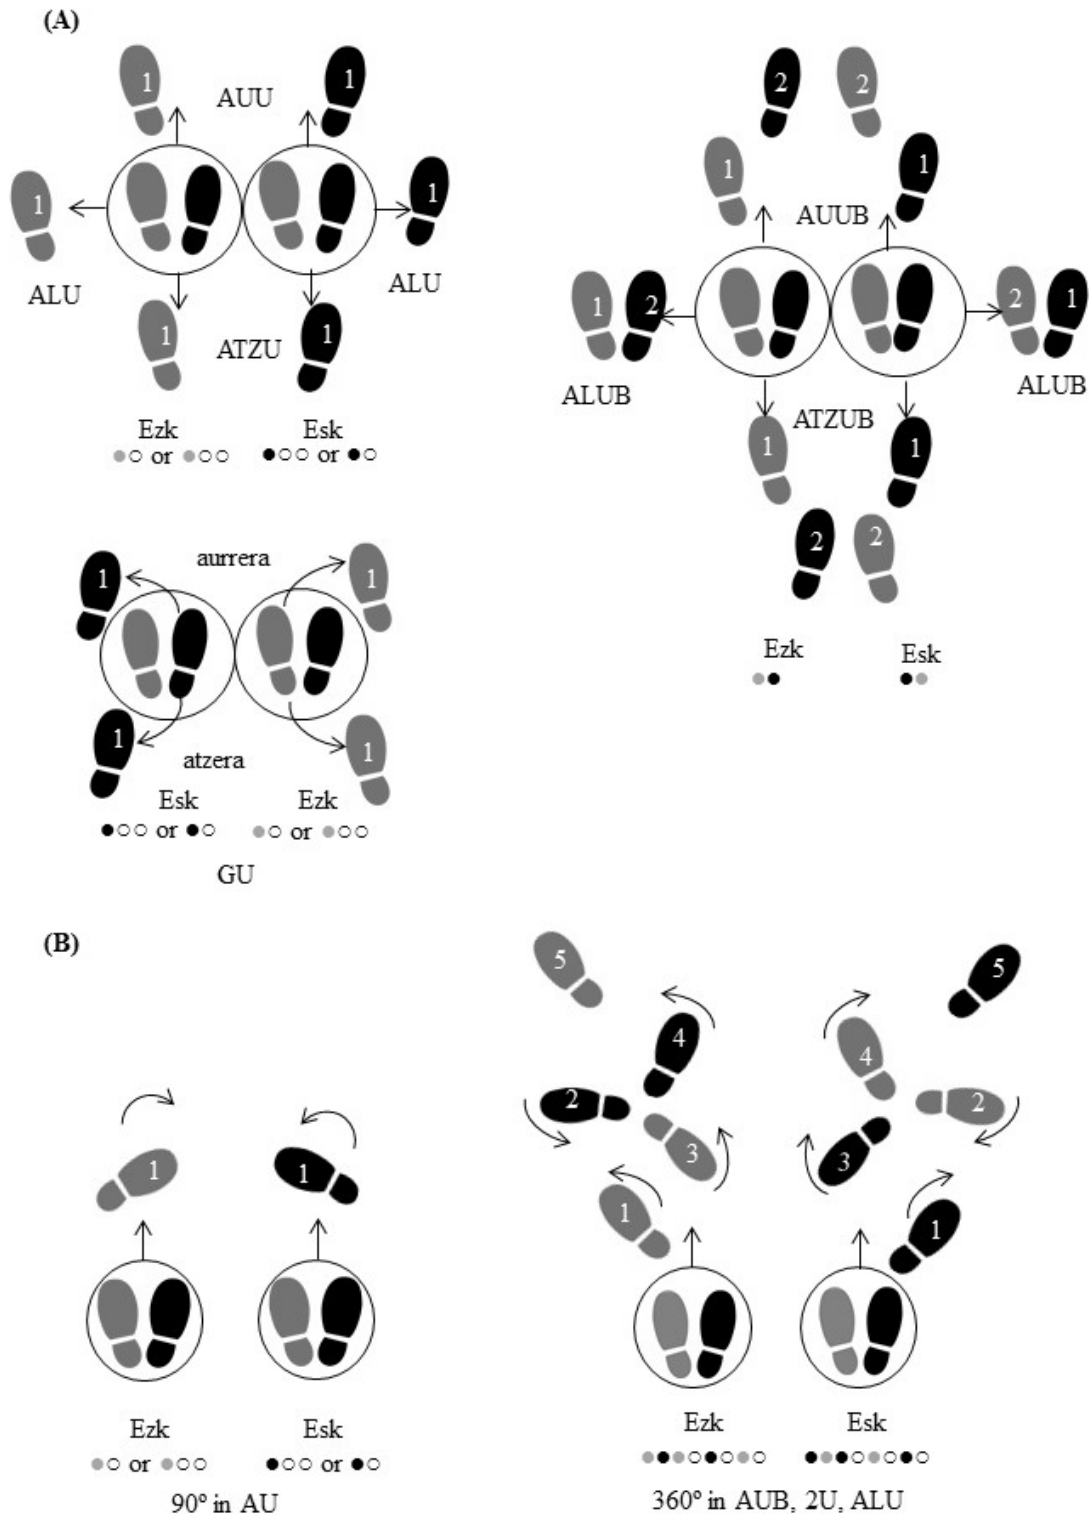 (A)
1 1
AUU
1 1
ALU ALU
1 1
ATZU
Ezk Esk
or or
2 2
1 1
AUUB
1 2 2 1
ALUB ALUB
ATZUB
1 1
2 2
Ezk Esk
aurrera
1 1
1 1
atzera
Esk Ezk
or or
GU
(B)
1 1
Ezk Esk
or or
90º in AU
5 5
4 4
2 2
3 3
1 1
Ezk Esk
360º in AUB, 2U, ALU